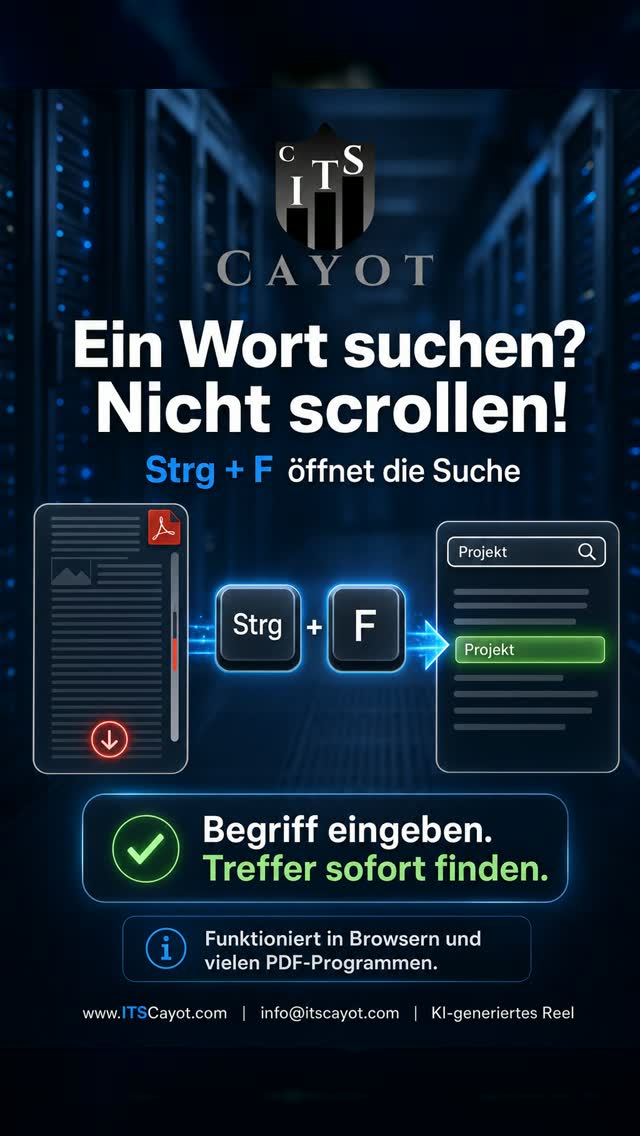 C ITS
CAYOT
Ein Wort suchen?
Nicht scrollen!
Strg + F öffnet die Suche
Projekt
Strg + F
Projekt
Begriff eingeben.
Treffer sofort finden.
Funktioniert in Browsern und
vielen PDF-Programmen.
www.ITSCayot.com | info@itscayot.com | KI-generiertes Reel